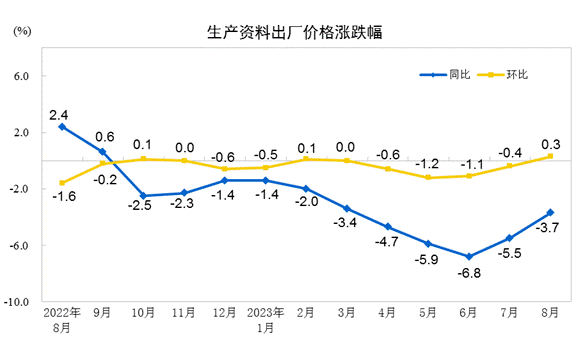 生产资料出厂价格涨跌幅
(%)
同比 环比
6.0
2.0
-2.0
-6.0
-10.0
2.4 0.6 -2.5 -2.3 -1.4 -1.4 -2.0 -3.4 -4.7 -5.9 -6.8 -5.5 -3.7
-1.6 -0.2 0.1 0.0 -0.6 -0.5 0.1 0.0 -0.6 -1.2 -1.1 -0.4 0.3
2022年 9月 10月 11月 12月 2023年 2月 3月 4月 5月 6月 7月 8月
8月 1月